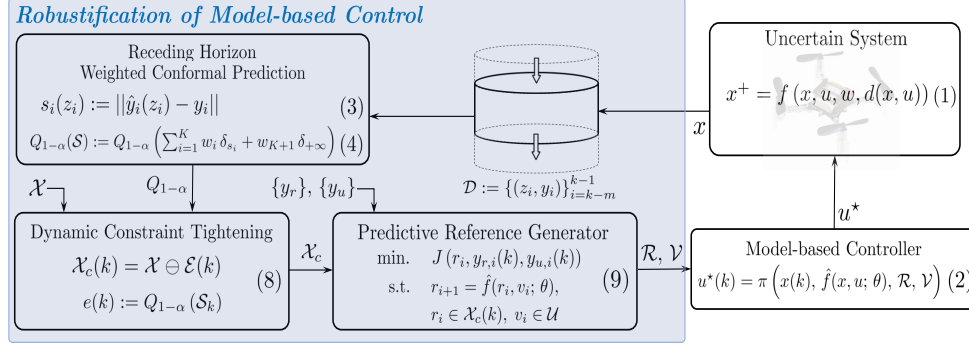 Robustification of Model-based Control
Receding Horizon
Weighted Conformal Prediction
s_i(z_i) := ||ŷ_i(z_i) − y_i|| (3)
Q_{1−α}(𝒮) := Q_{1−α}(∑_{i=1}^{K} w_i δ_{s_i} + w_{K+1} δ_{+∞}) (4)
𝒟 := {(z_i, y_i)}_{i=k−m}^{k−1}
Uncertain System
x⁺ = f(x, u, w, d(x, u)) (1)
x
𝒳
Q_{1−α}
{y_r}, {y_u}
u⋆
Dynamic Constraint Tightening
𝒳_c(k) = 𝒳 ⊖ ℰ(k)
(8)
e(k) := Q_{1−α}(𝒮_k)
𝒳_c
Predictive Reference Generator
min. J(r_i, y_{r,i}(k), y_{u,i}(k))
s.t. r_{i+1} = f̂(r_i, v_i; θ), (9)
r_i ∈ 𝒳_c(k), v_i ∈ 𝒰
ℛ, 𝒱
Model-based Controller
u⋆(k) = π(x(k), f̂(x, u; θ), ℛ, 𝒱) (2)